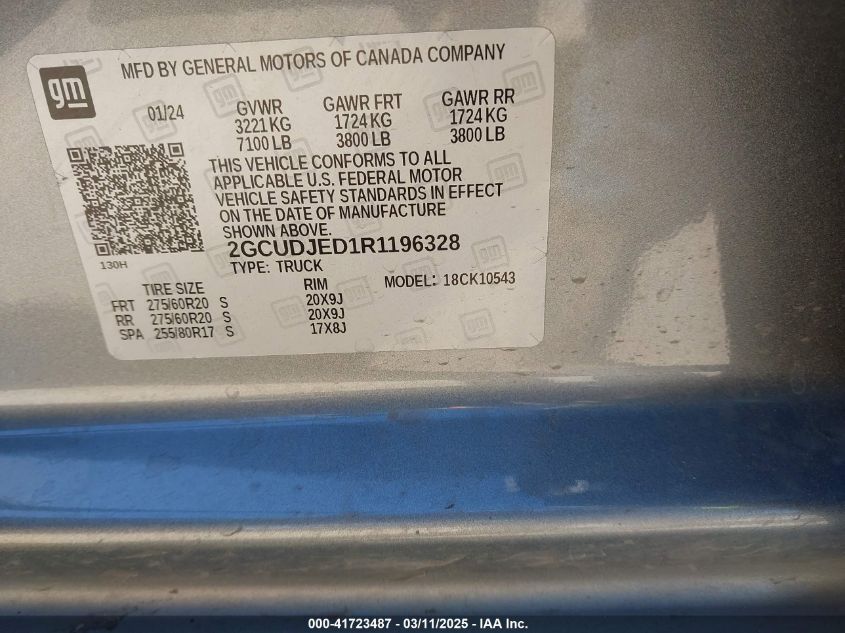 gm
MFD BY GENERAL MOTORS OF CANADA COMPANY
01/24
GVWR GAWR FRT GAWR RR
3221 KG 1724 KG 1724 KG
7100 LB 3800 LB 3800 LB
THIS VEHICLE CONFORMS TO ALL
APPLICABLE U.S. FEDERAL MOTOR
VEHICLE SAFETY STANDARDS IN EFFECT
ON THE DATE OF MANUFACTURE
SHOWN ABOVE.
2GCUDJED1R1196328
130H
TYPE: TRUCK
MODEL: 18CK10543
TIRE SIZE RIM
FRT 275/60R20 S 20X9J
RR 275/60R20 S 20X9J
SPA 255/80R17 S 17X8J
000-41723487 - 03/11/2025 - IAA Inc.